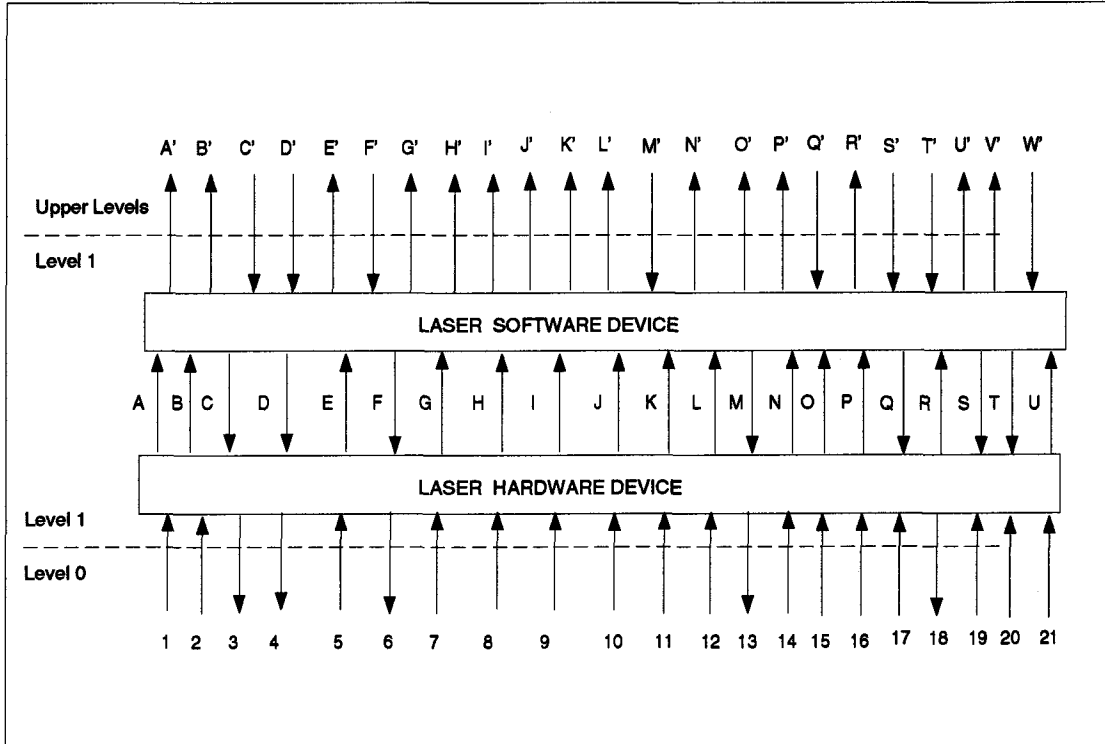 A' B' C' D' E' F' G' H' I' J' K' L' M' N' O' P' Q' R' S' T' U' V' W'
Upper Levels
Level 1
LASER SOFTWARE DEVICE
A B C D E F G H I J K L M N O P Q R S T U
LASER HARDWARE DEVICE
Level 1
Level 0
1 2 3 4 5 6 7 8 9 10 11 12 13 14 15 16 17 18 19 20 21